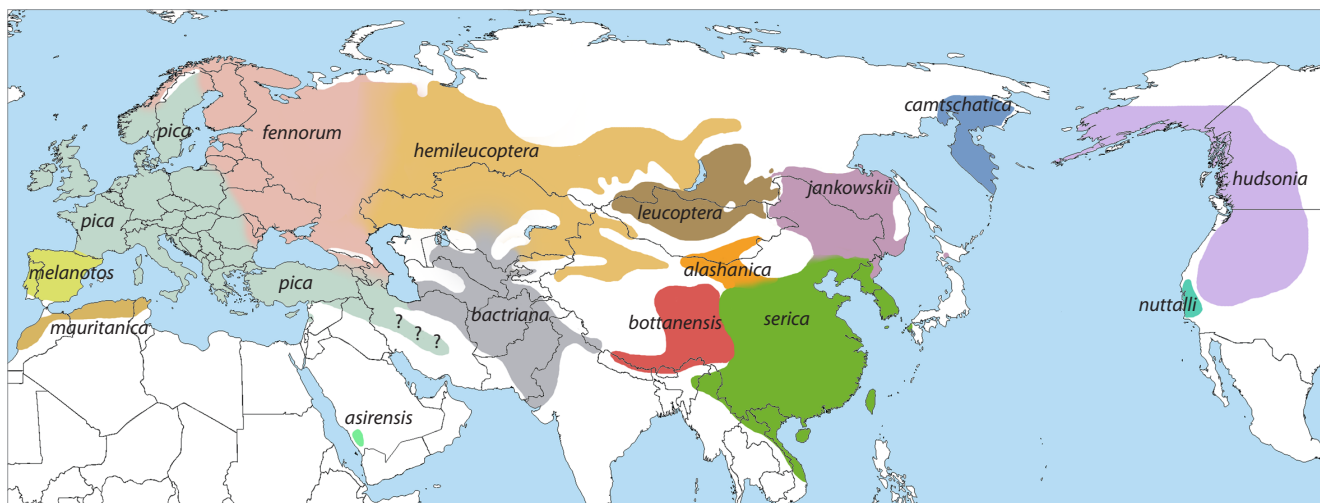 camtschatica
pica
fennorum
hemileucoptera
hudsonia
jankowskii
pica
leucoptera
melanotos
alashanica
pica
nuttalli
mauritanica
bactriana
bottanensis
serica
?
?
?
asirensis